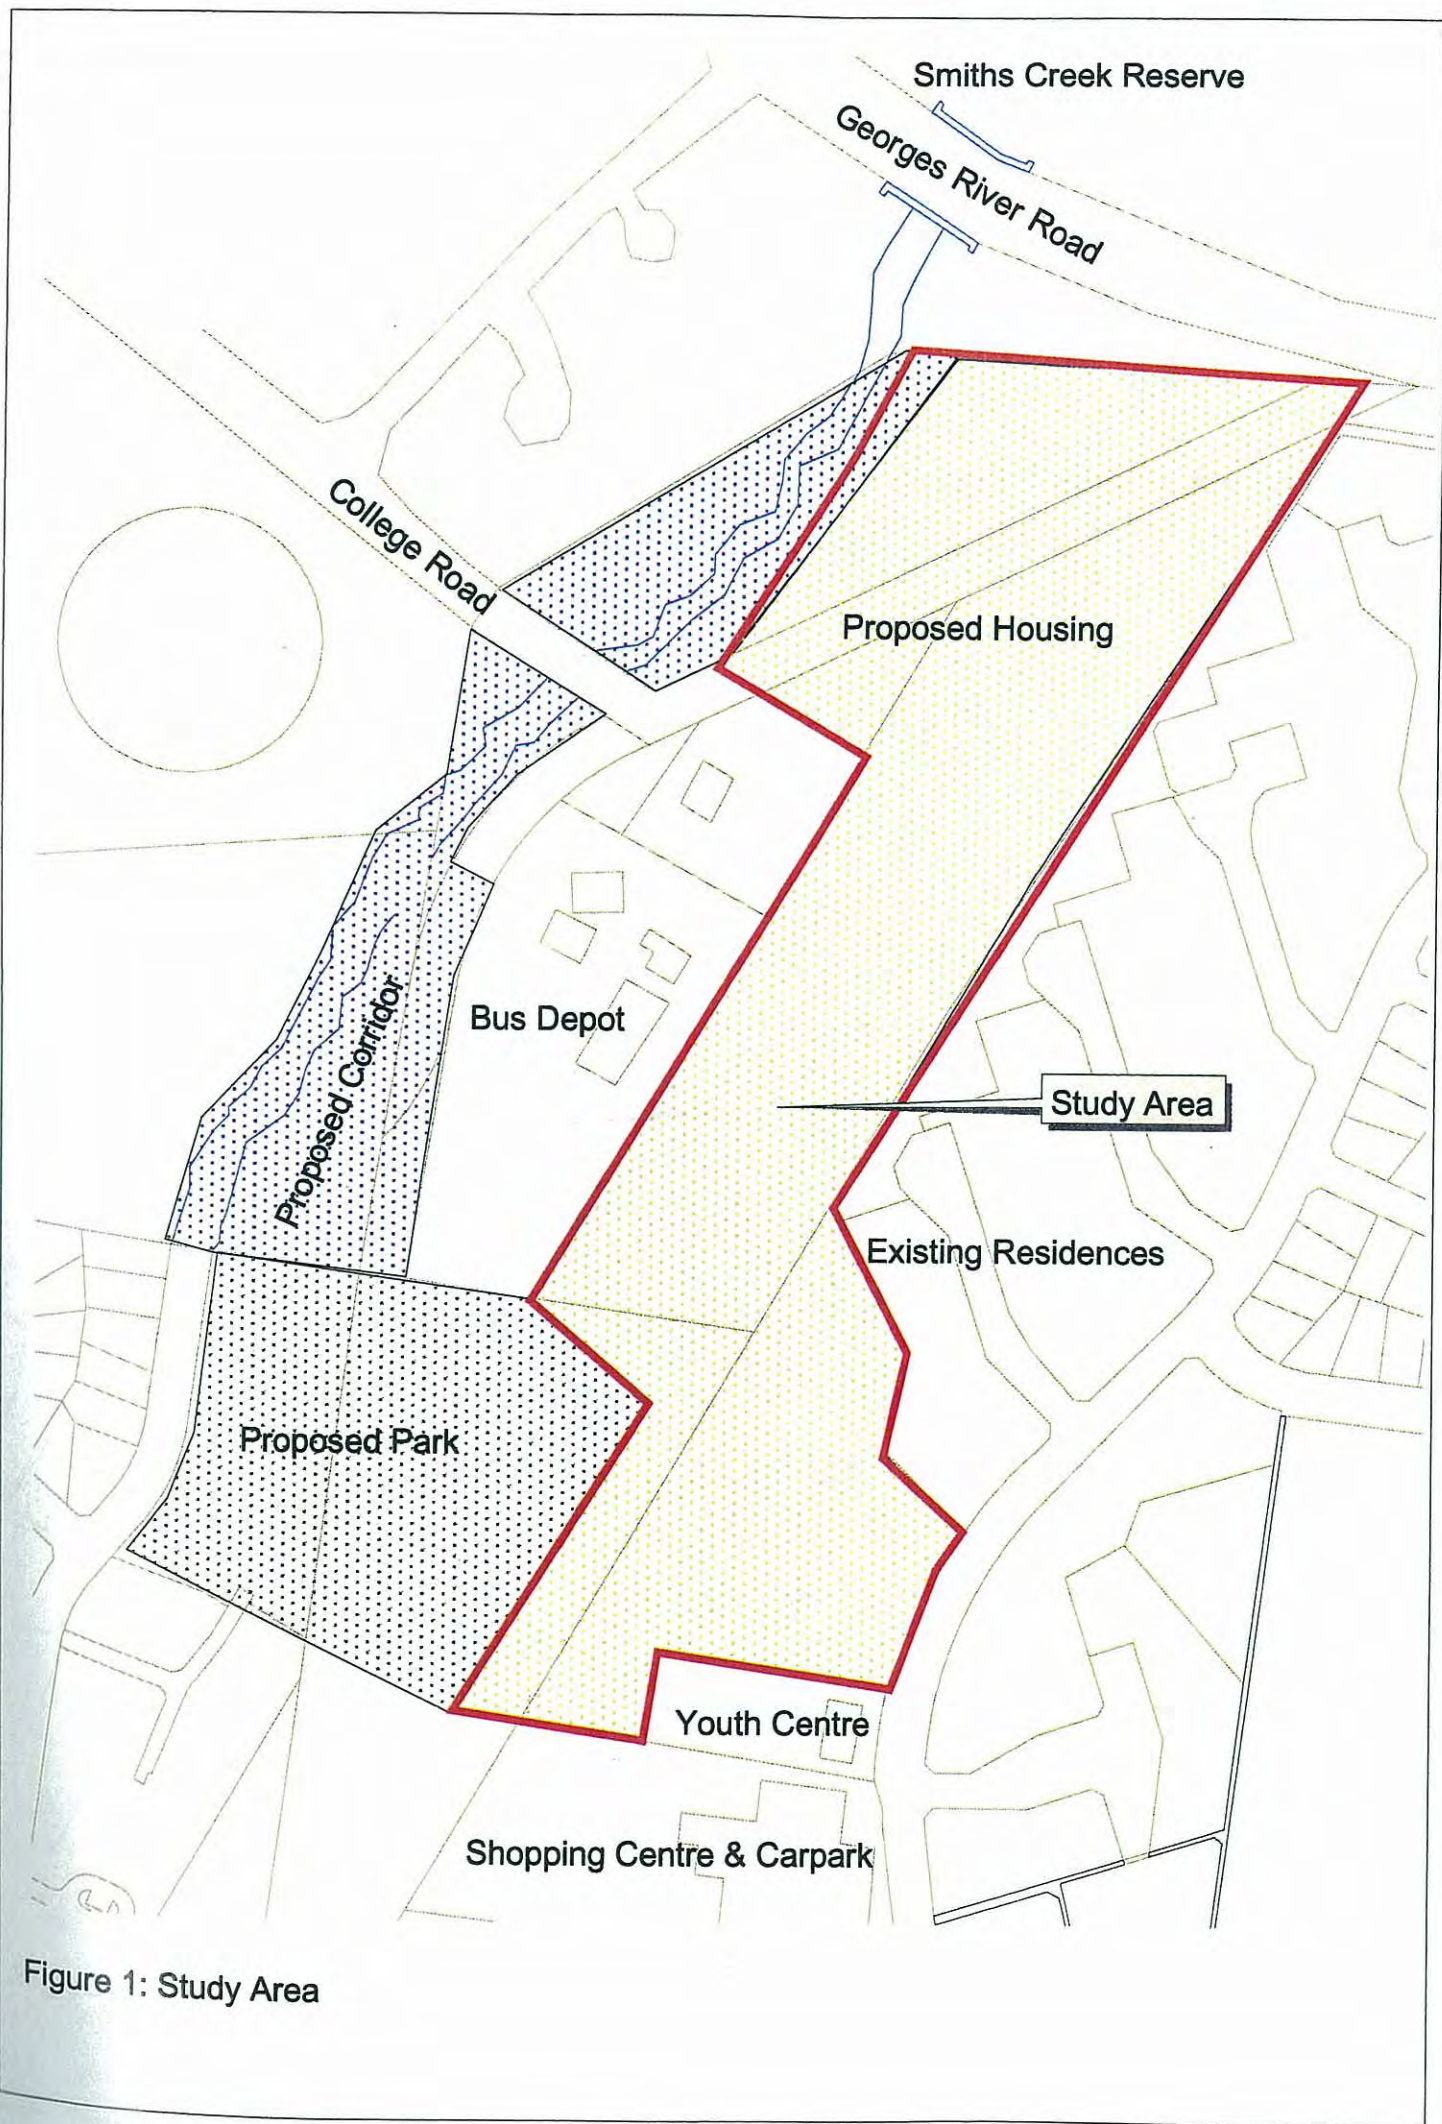 Smiths Creek Reserve
Georges River Road
College Road
Proposed Housing
Proposed Corridor
Bus Depot
Study Area
Existing Residences
Proposed Park
Youth Centre
Shopping Centre & Carpark
Figure 1: Study Area